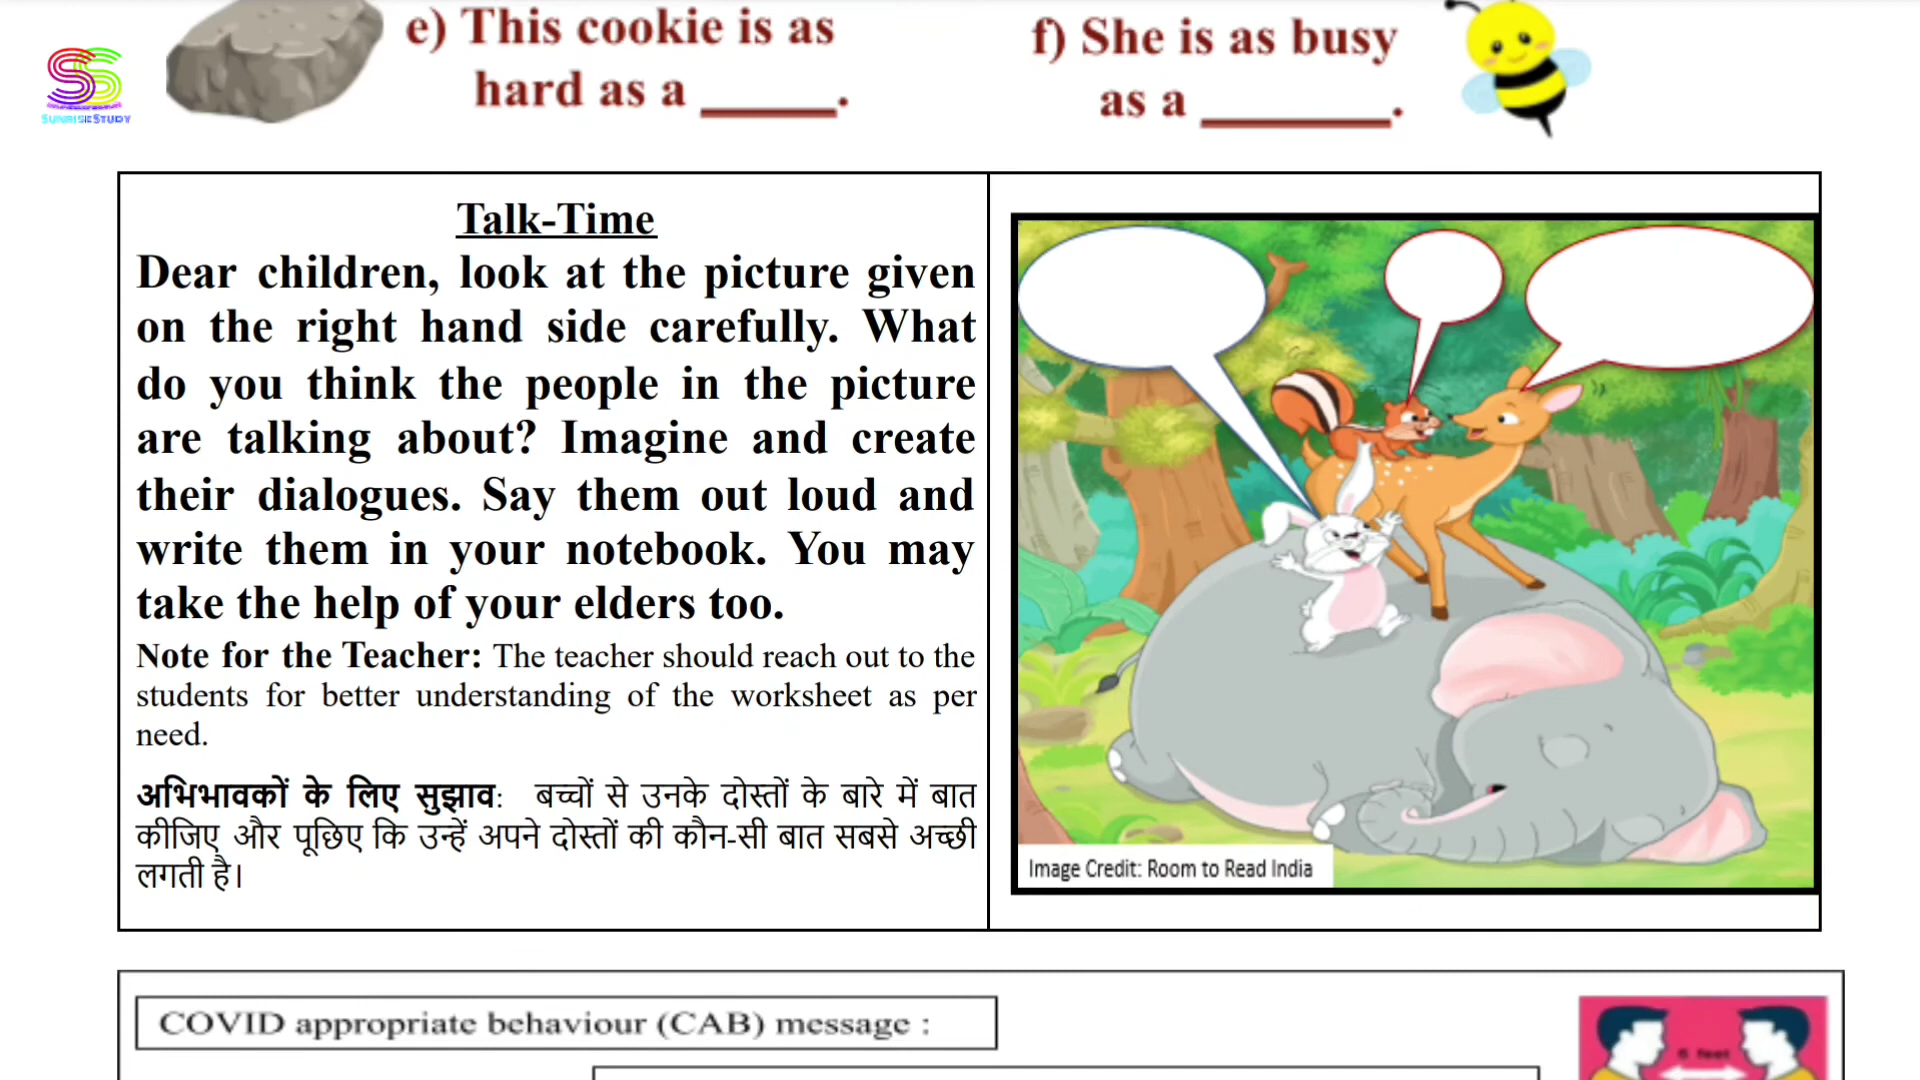 e) This cookie is as
hard as a ______.
f) She is as busy
as a ________.
SS
SUNRISESTUDY
Talk-Time
Dear children, look at the picture given
on the right hand side carefully. What
do you think the people in the picture
are talking about? Imagine and create
their dialogues. Say them out loud and
write them in your notebook. You may
take the help of your elders too.
Note for the Teacher: The teacher should reach out to the
students for better understanding of the worksheet as per
need.
अभिभावकों के लिए सुझाव: बच्चों से उनके दोस्तों के बारे में बात
कीजिए और पूछिए कि उन्हें अपने दोस्तों की कौन-सी बात सबसे अच्छी
लगती है।
Image Credit: Room to Read India
COVID appropriate behaviour (CAB) message :
6 feet